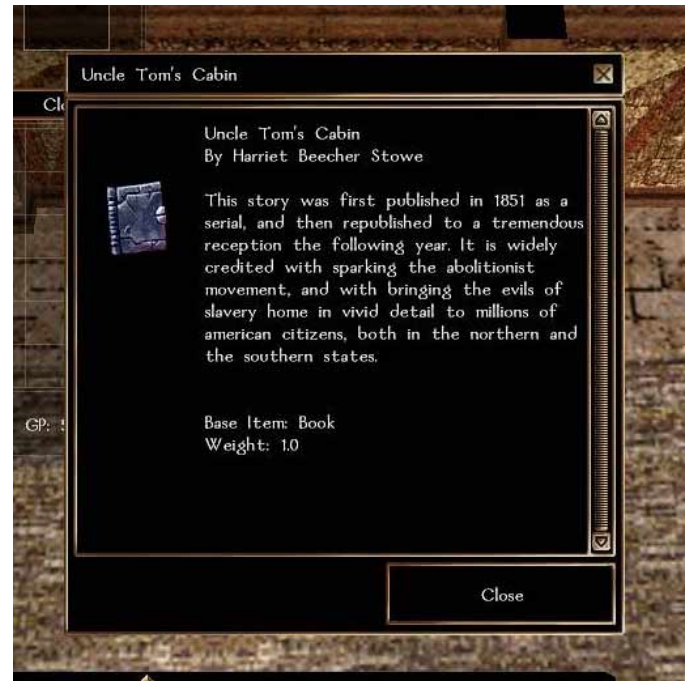 Uncle Tom's Cabin
Clo
Uncle Tom's Cabin
By Harriet Beecher Stowe
This story was first published in 1851 as a
serial, and then republished to a tremendous
reception the following year. It is widely
credited with sparking the abolitionist
movement, and with bringing the evils of
slavery home in vivid detail to millions of
american citizens, both in the northern and
the southern states.
GP:
Base Item: Book
Weight: 1.0
Close